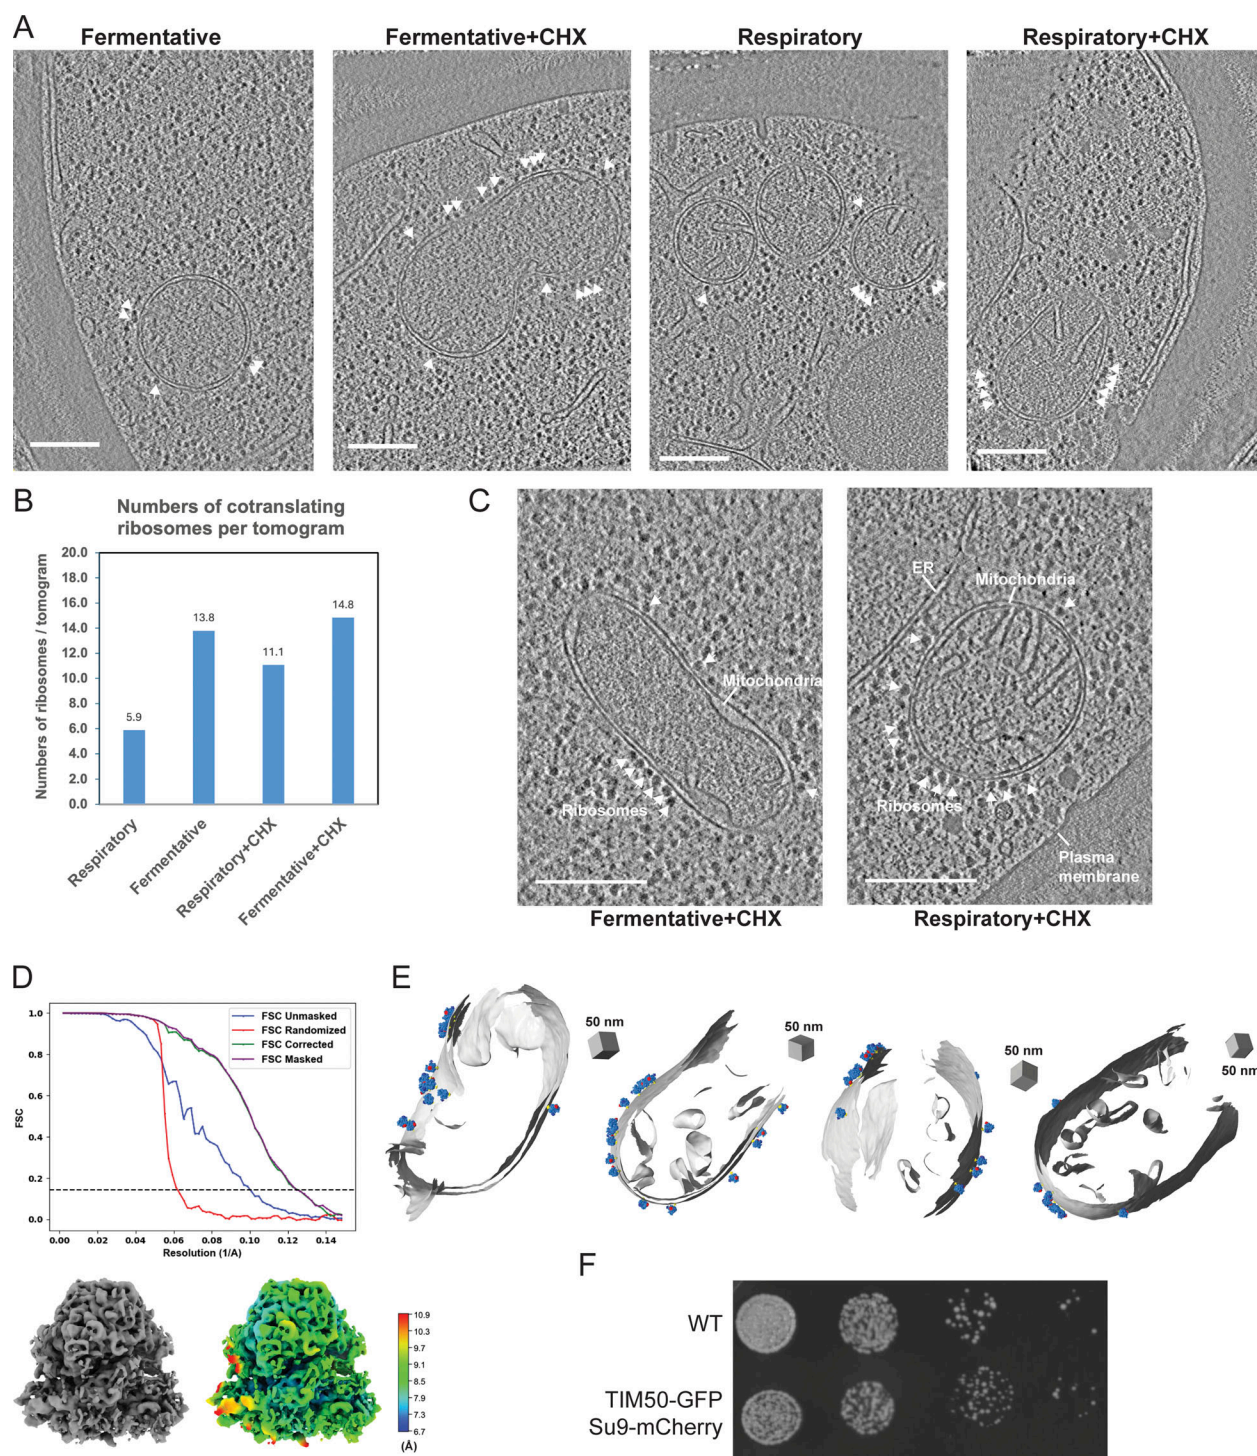 A
Fermentative
Fermentative+CHX
Respiratory
Respiratory+CHX
B
Numbers of cotranslating
ribosomes per tomogram
Numbers of ribosomes / tomogram
20.0
18.0
16.0
14.0
12.0
10.0
8.0
6.0
4.0
2.0
0.0
5.9
13.8
11.1
14.8
Respiratory
Fermentative
Respiratory+CHX
Fermentative+CHX
C
Mitochondria
Ribosomes
Fermentative+CHX
ER
Mitochondria
Ribosomes
Plasma
membrane
Respiratory+CHX
D
FSC
1.0
0.8
0.6
0.4
0.2
0.0
FSC Unmasked
FSC Randomized
FSC Corrected
FSC Masked
0.00
0.02
0.04
0.06
0.08
0.10
0.12
0.14
Resolution (1/A)
10.9
10.3
9.7
9.1
8.5
7.9
7.3
6.7
(Å)
E
50 nm
50 nm
50 nm
50 nm
F
WT
TIM50-GFP
Su9-mCherry